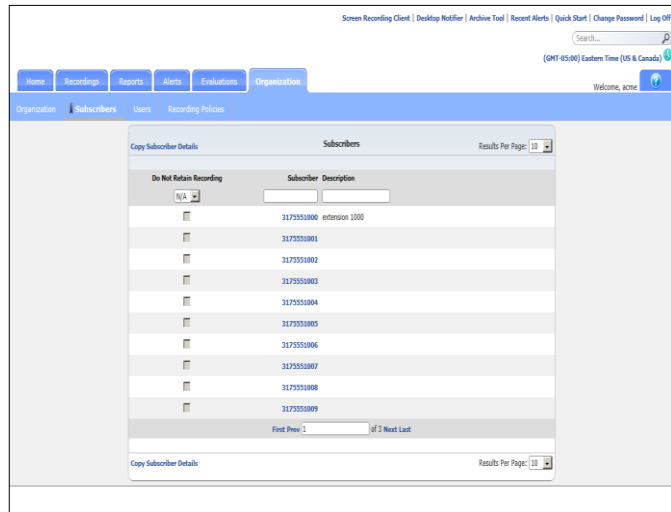 Screen Recording Client | Desktop Notifier | Archive Tool | Recent Alerts | Quick Start | Change Password | Log Off
Search...
(GMT-05:00) Eastern Time (US & Canada)
Home Recordings Reports Alerts Evaluations Organization
Welcome, acme
Organization Subscribers Users Recording Policies
Copy Subscriber Details Subscribers Results Per Page: 10
Do Not Retain Recording Subscriber Description
N/A
3175551000 extension 1000
3175551001
3175551002
3175551003
3175551004
3175551005
3175551006
3175551007
3175551008
3175551009
First Prev 1 of 3 Next Last
Copy Subscriber Details Results Per Page: 10